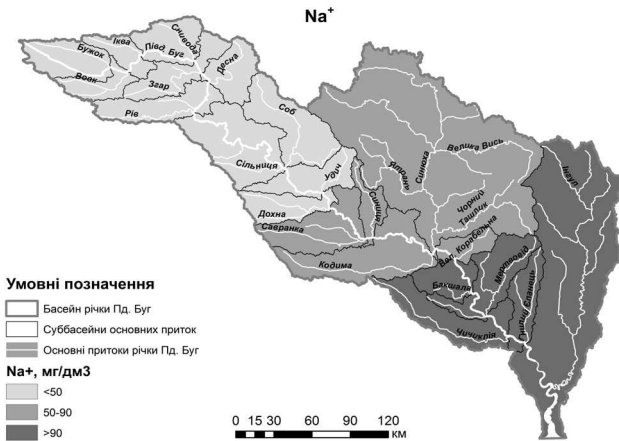 Na+
Снивода
Іква
Півд. Буг
Бужок
Десна
Вовк
Згар
Рів
Соб
Сільниця
Удич
Велика Вись
Ятрань
Синюха
Інгул
Синиця
Чорний
Ташлик
Дохна
Савранка
Вел. Корабельна
Кодима
Мертвовід
Бакшала
Гнилий Єланець
Чичиклія
Умовні позначення
Басейн річки Пд. Буг
Суббасейни основних приток
Основні притоки річки Пд. Буг
Na+, мг/дм3
<50
50-90
>90
0 15 30 60 90 120
км